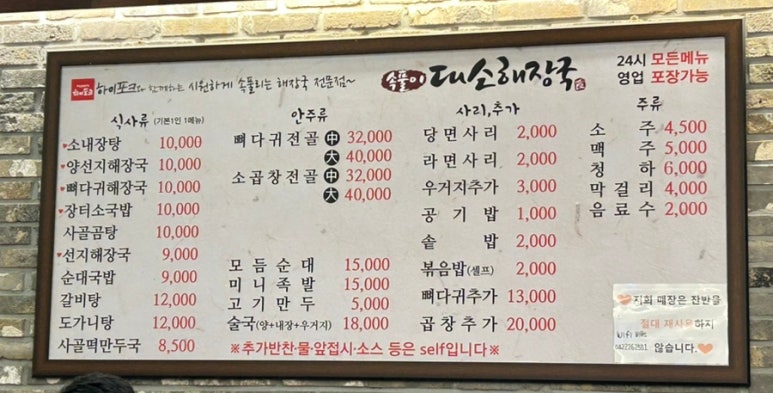 하이포크
하이포크와 함께하는 시원하게 속풀리는 해장국 전문점~
속풀이 대소해장국
24시 모든메뉴
영업 포장가능
식사류 (기본1인 1메뉴)
소내장탕 10,000
양선지해장국 10,000
뼈다귀해장국 10,000
장터소국밥 10,000
사골곰탕 10,000
선지해장국 9,000
순대국밥 9,000
갈비탕 12,000
도가니탕 12,000
사골떡만두국 8,500
안주류
뼈다귀전골 中 32,000
大 40,000
소곱창전골 中 32,000
大 40,000
모듬순대 15,000
미니족발 15,000
고기만두 5,000
술국(양+내장+우거지) 18,000
사리,추가
당면사리 2,000
라면사리 2,000
우거지추가 3,000
공기밥 1,000
솥밥 2,000
볶음밥(셀프) 2,000
뼈다귀추가 13,000
곱창추가 20,000
주류
소주 4,500
맥주 5,000
청하 6,000
막걸리 4,000
음료수 2,000
※추가반찬·물·앞접시·소스 등은 self입니다※
저희 매장은 잔반을
절대 재사용하지
않습니다.